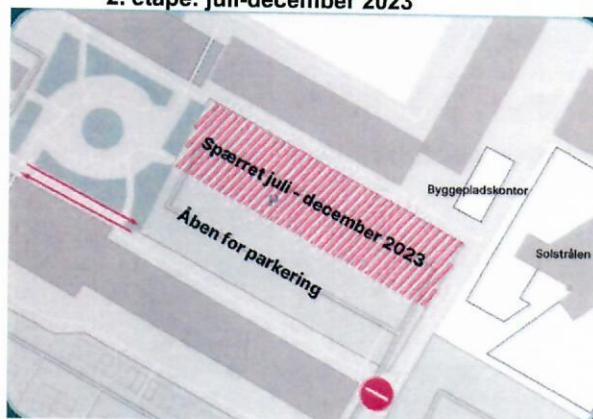 2. etape: juli-december 2023
Spærret juli - december 2023
Byggepladskontor
Åben for parkering
Solstrålen